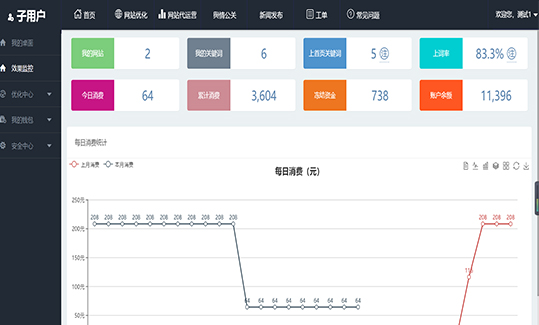 子用户
首页 网站优化 网站代运营 舆情公关 新闻发布 工单 常见问题 欢迎您，测试1
我的桌面
效果监控
优化中心
我的钱包
安全中心
我的网站 2 我的关键词 6 上首页关键词 5 上词率 83.3%
今日消费 64 累计消费 3,604 冻结资金 738 账户余额 11,396
每日消费统计
上月消费 本月消费
每日消费（元）
250元
208 208 208 208 208 208 208 208 208 208 208 208 208 208
200元
150元
100元
64 64 64 64 64 64 64 64 64
50元